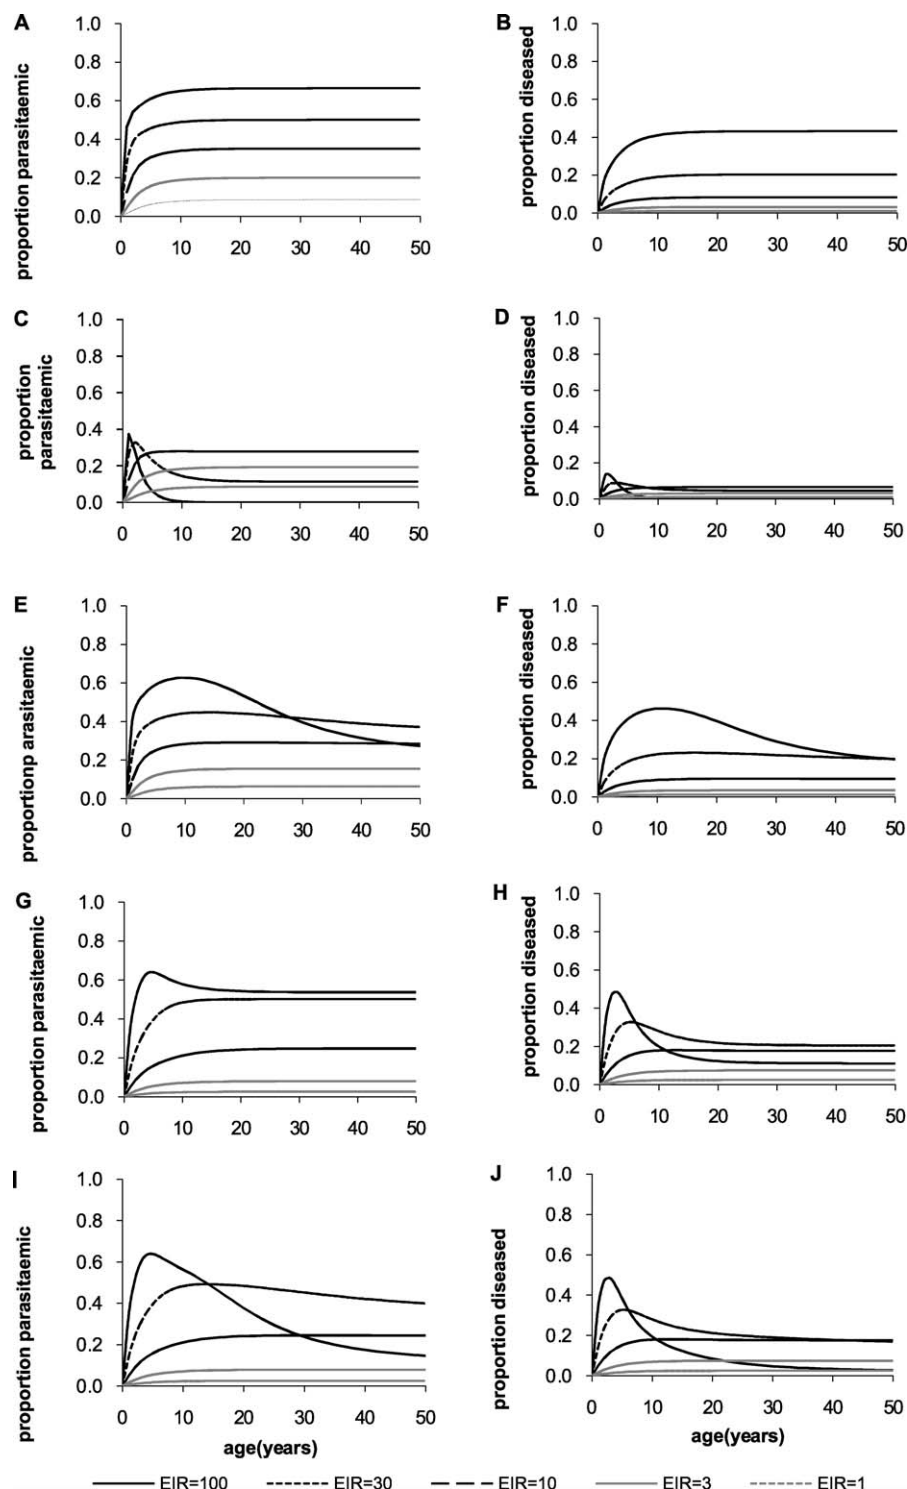 A
B
proportion parasitaemic
1.0
0.8
0.6
0.4
0.2
0.0
0 10 20 30 40 50
proportion diseased
1.0
0.8
0.6
0.4
0.2
0.0
0 10 20 30 40 50
C
D
proportion
parasitaemic
1.0
0.8
0.6
0.4
0.2
0.0
0 10 20 30 40 50
proportion diseased
1.0
0.8
0.6
0.4
0.2
0.0
0 10 20 30 40 50
E
F
proportionp arasitaemic
1.0
0.8
0.6
0.4
0.2
0.0
0 10 20 30 40 50
proportion diseased
1.0
0.8
0.6
0.4
0.2
0.0
0 10 20 30 40 50
G
H
proportion parasitaemic
1.0
0.8
0.6
0.4
0.2
0.0
0 10 20 30 40 50
proportion diseased
1.0
0.8
0.6
0.4
0.2
0.0
0 10 20 30 40 50
I
J
proportion parasitaemic
1
0.8
0.6
0.4
0.2
0.0
0 10 20 30 40 50
age(years)
proportion diseased
1.0
0.8
0.6
0.4
0.2
0.0
0 10 20 30 40 50
age(years)
EIR=100 EIR=30 EIR=10 EIR=3 EIR=1